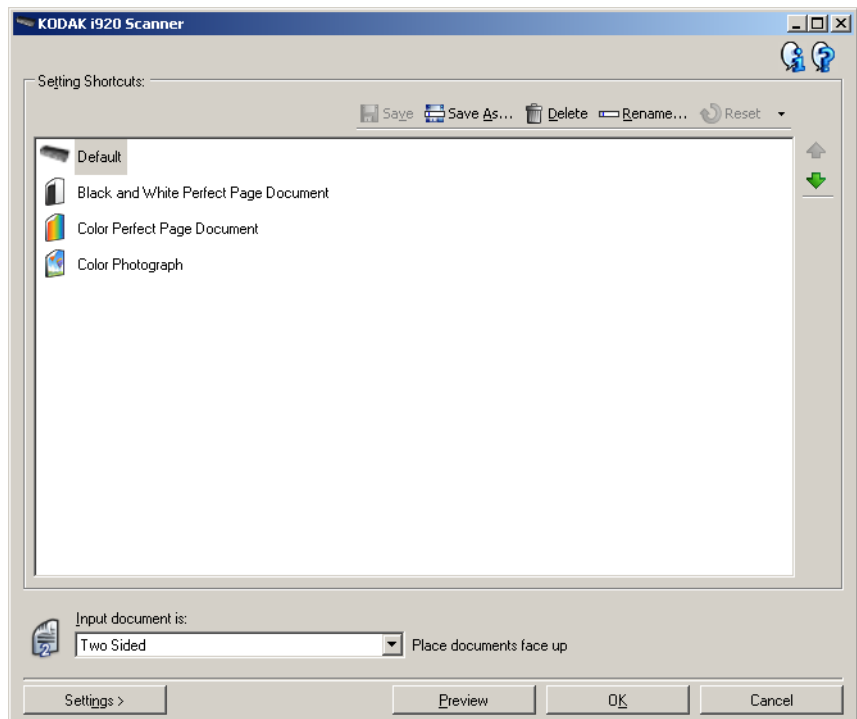 KODAK i920 Scanner
Setting Shortcuts:
Save Save As... Delete Rename... Reset
Default
Black and White Perfect Page Document
Color Perfect Page Document
Color Photograph
Input document is:
Two Sided Place documents face up
Settings > Preview OK Cancel